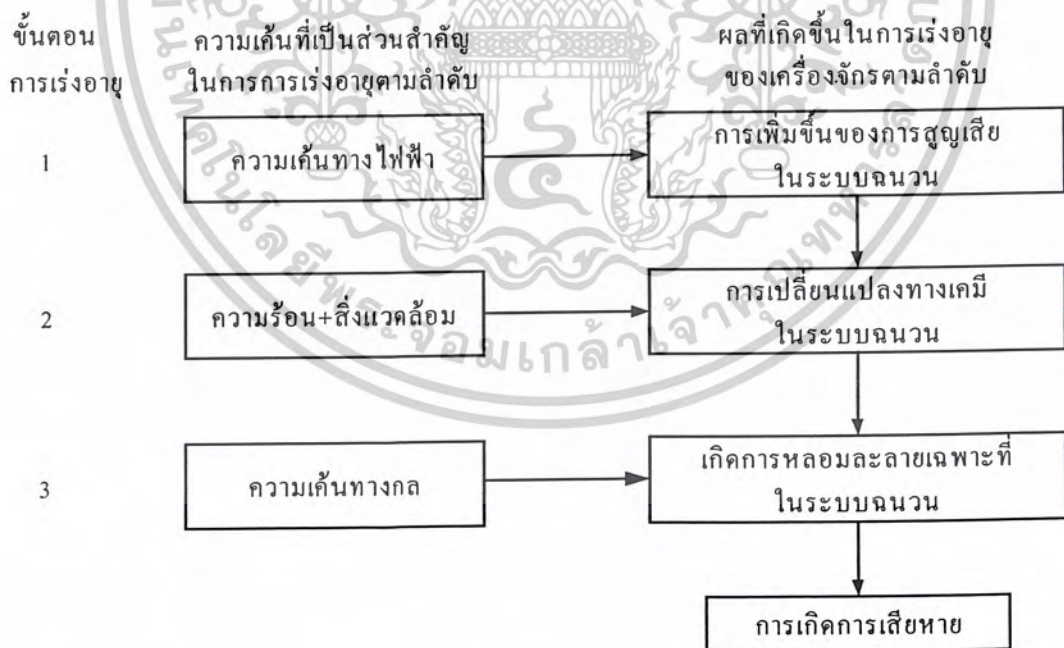 ขั้นตอน
การเร่งอายุ
ความเค้นที่เป็นส่วนสำคัญ
ในการการเร่งอายุตามลำดับ
ผลที่เกิดขึ้นในการเร่งอายุ
ของเครื่องจักรตามลำดับ
1
ความเค้นทางไฟฟ้า
การเพิ่มขึ้นของการสูญเสีย
ในระบบฉนวน
2
ความร้อน+สิ่งแวดล้อม
การเปลี่ยนแปลงทางเคมี
ในระบบฉนวน
3
ความเค้นทางกล
เกิดการหลอมละลายเฉพาะที่
ในระบบฉนวน
การเกิดการเสียหาย